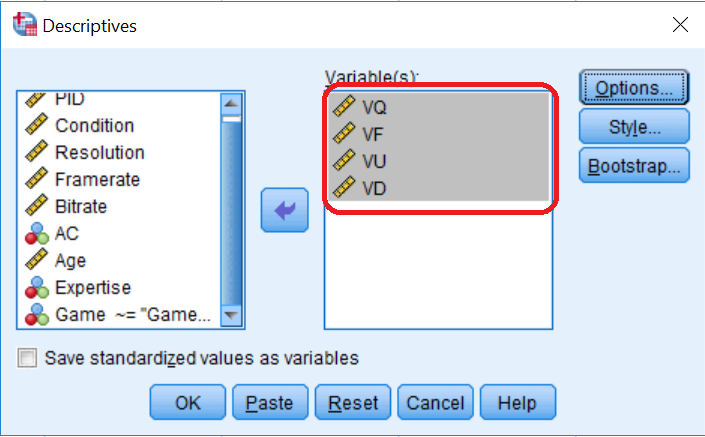 Descriptives
Variable(s):
PID
Condition
Resolution
Framerate
Bitrate
AC
Age
Expertise
Game ~= "Game...
VQ
VF
VU
VD
Options...
Style...
Bootstrap...
Save standardized values as variables
OK
Paste
Reset
Cancel
Help